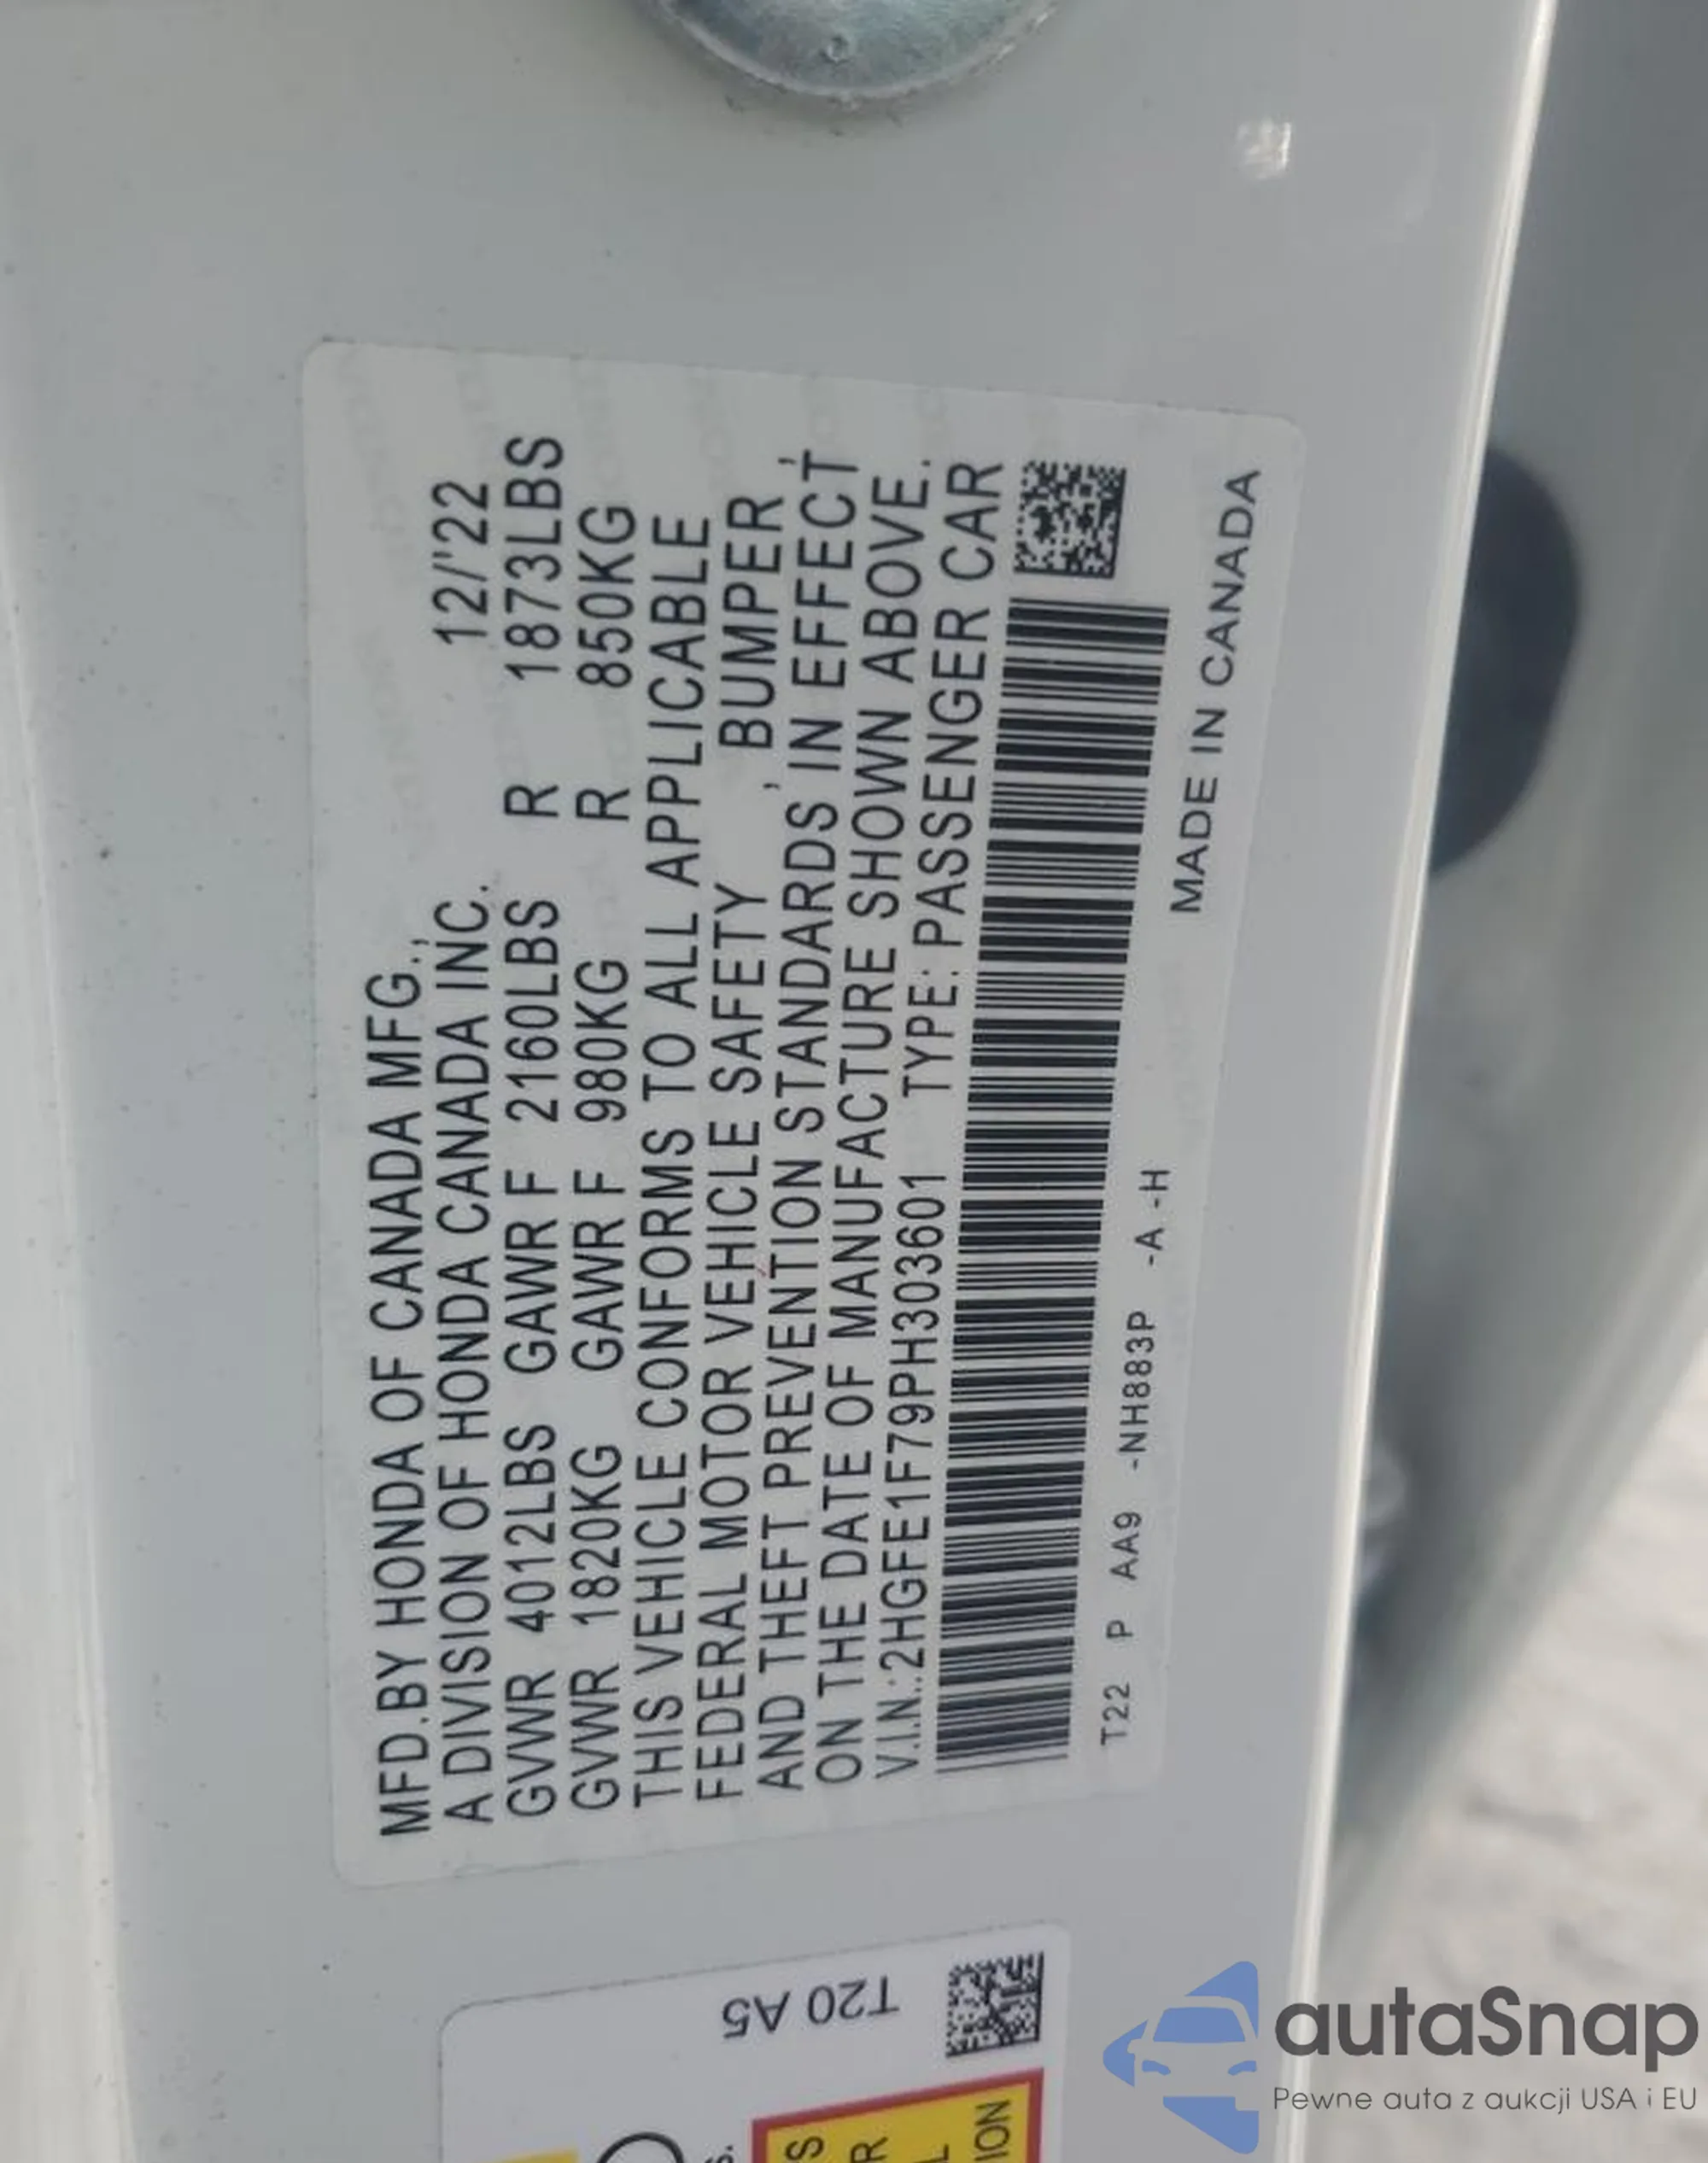 MFD.BY HONDA OF CANADA MFG.,
A DIVISION OF HONDA CANADA INC. 12/'22
GVWR 4012LBS GAWR F 2160LBS R 1873LBS
GVWR 1820KG GAWR F 980KG R 850KG
THIS VEHICLE CONFORMS TO ALL APPLICABLE
FEDERAL MOTOR VEHICLE SAFETY , BUMPER ,
AND THEFT PREVENTION STANDARDS IN EFFECT
ON THE DATE OF MANUFACTURE SHOWN ABOVE.
V.I.N.:2HGFE1F79PH303601 TYPE: PASSENGER CAR
T22 P AA9 -NH883P -A -H
MADE IN CANADA
T20 A5
autaSnap
Pewne auta z aukcji USA i EU